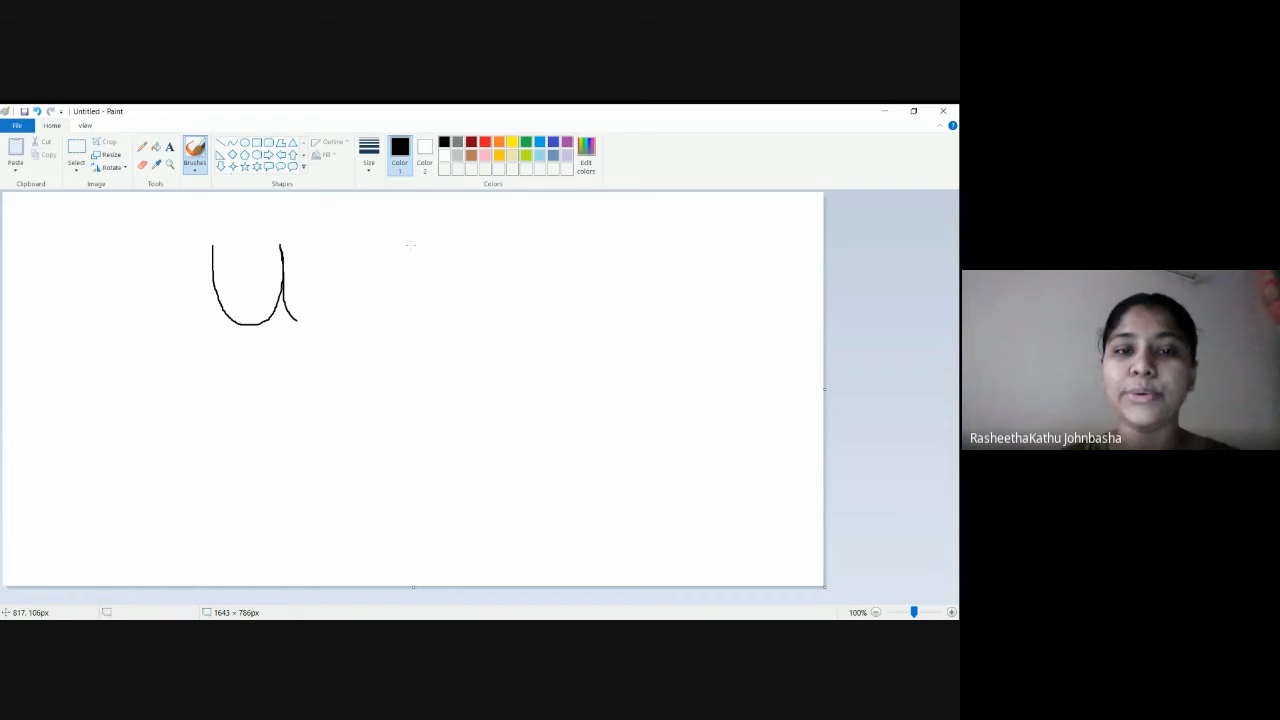 Untitled - Paint
File Home View
Cut
Copy
Paste
Clipboard
Select
Crop
Resize
Rotate
Image
A
Tools
Brushes
Shapes
Outline
Fill
Size
Color 1
Color 2
Edit colors
Colors
u
817, 106px
1643 × 786px
100%
RasheethaKathu Johnbasha